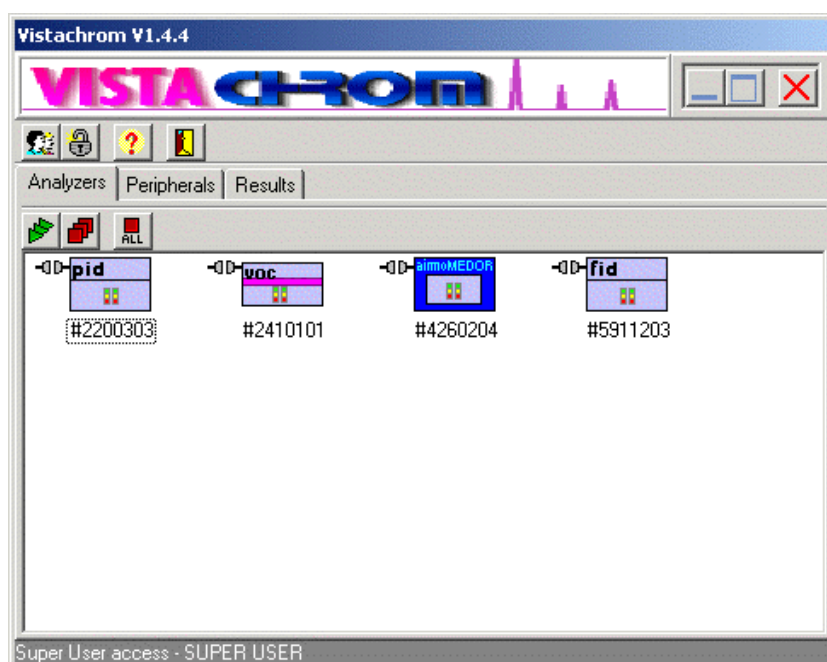 Vistachrom V1.4.4
VISTACHROM
?
Analyzers Peripherals Results
ALL
pid voc airmoMEDOR fid
#2200303 #2410101 #4260204 #5911203
Super User access - SUPER USER